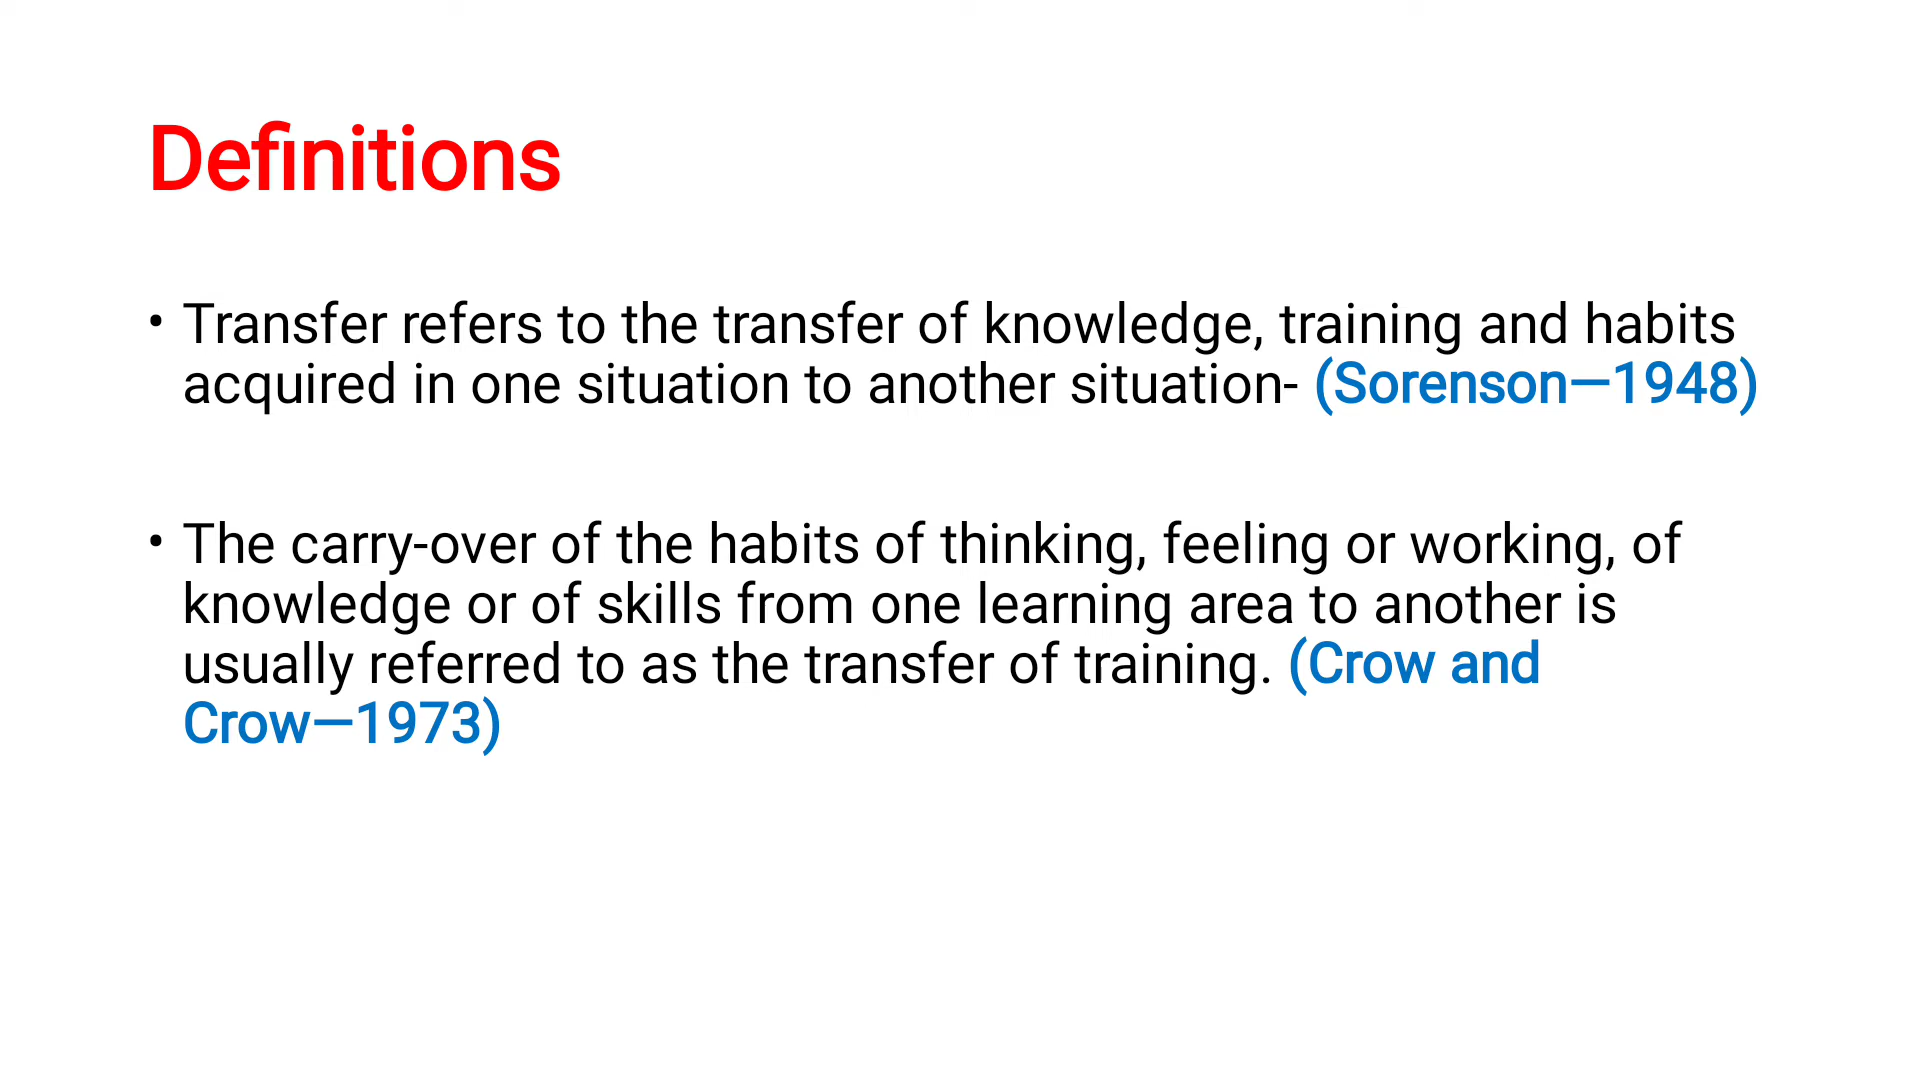 Definitions
• Transfer refers to the transfer of knowledge, training and habits
acquired in one situation to another situation- (Sorenson—1948)
• The carry-over of the habits of thinking, feeling or working, of
knowledge or of skills from one learning area to another is
usually referred to as the transfer of training. (Crow and
Crow—1973)